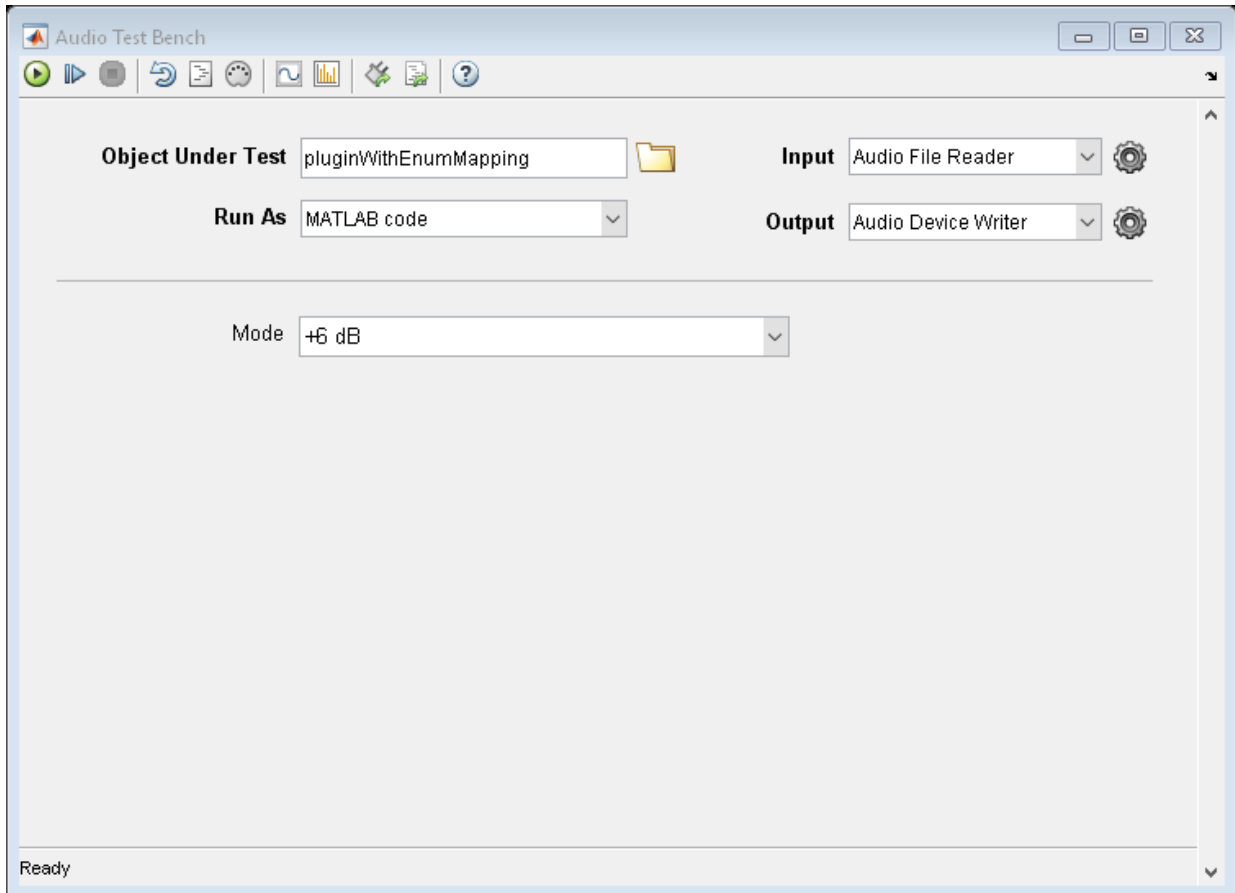 Audio Test Bench
Object Under Test pluginWithEnumMapping Input Audio File Reader
Run As MATLAB code Output Audio Device Writer
Mode +6 dB
Ready